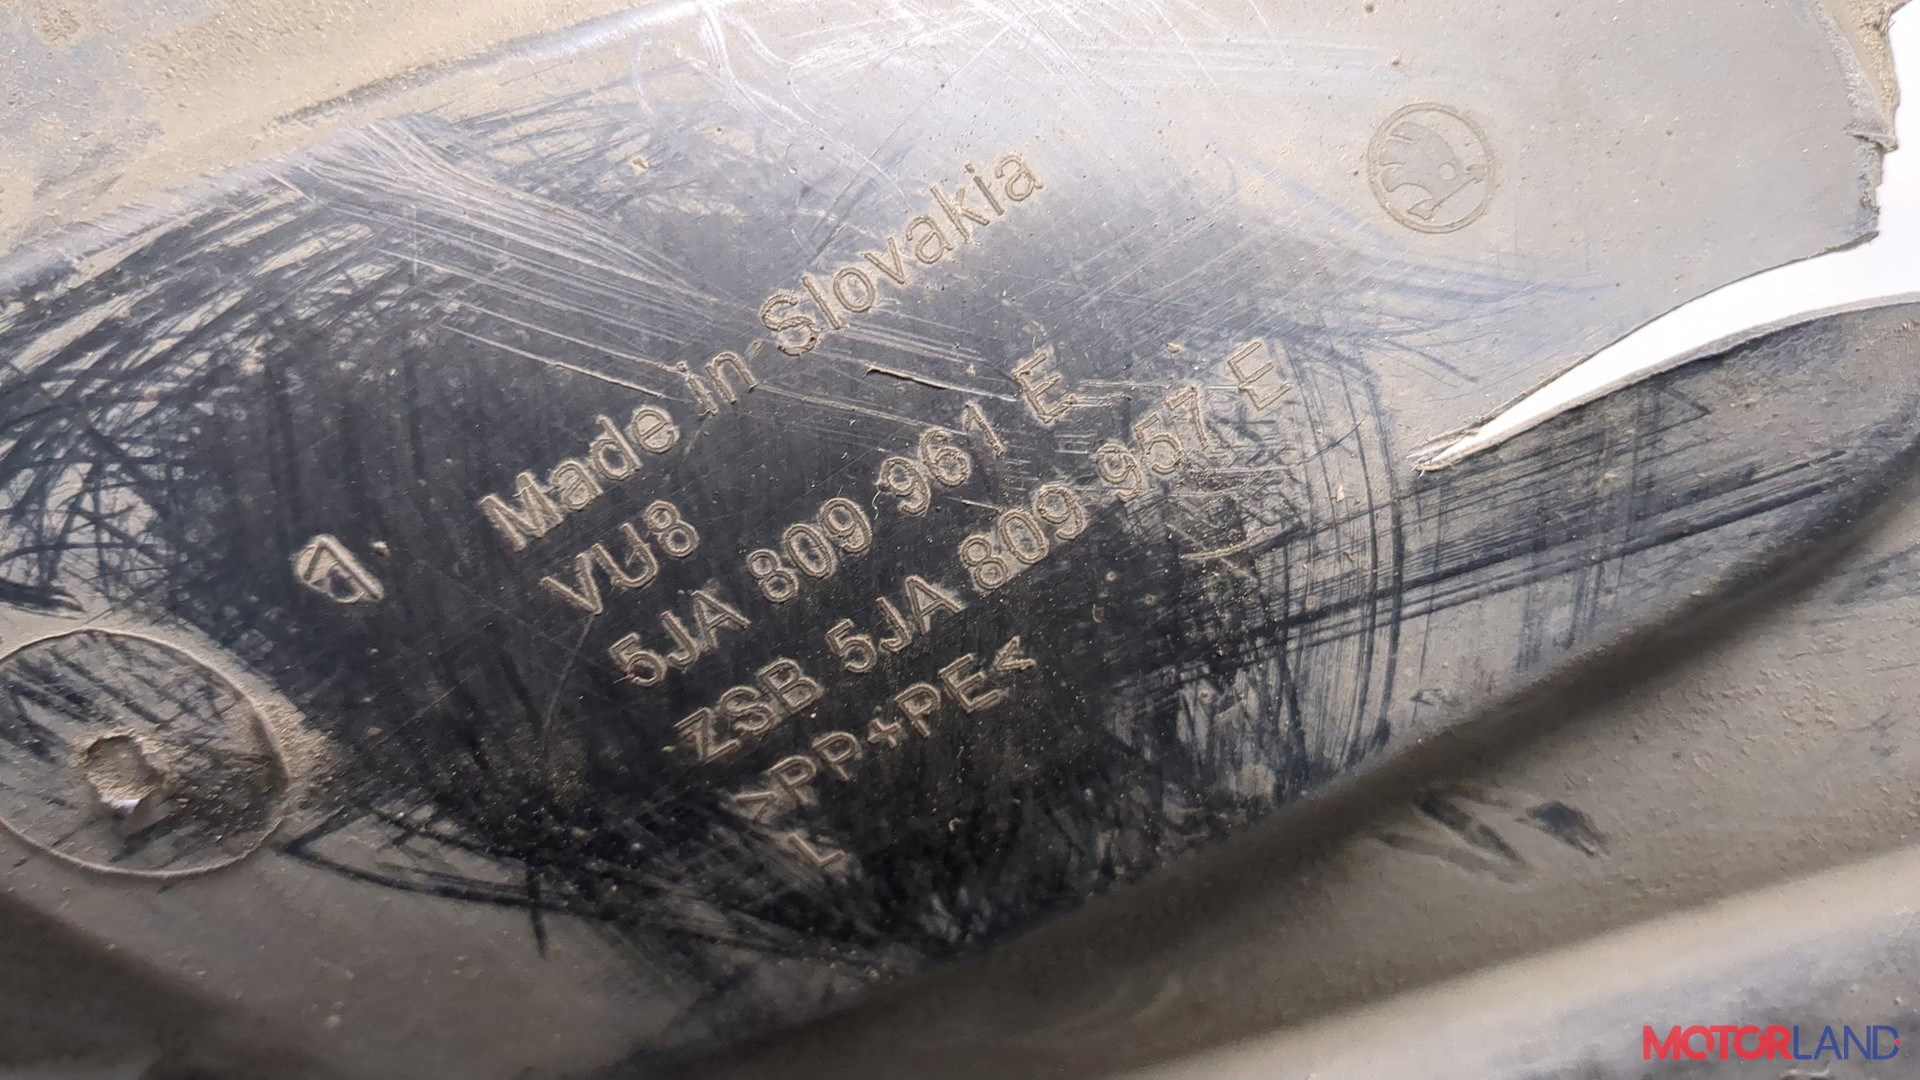 Made in Slovakia
VU8
5JA 809 961 E
ZSB 5JA 809 957 E
>PP+PE<
L
MOTORLAND